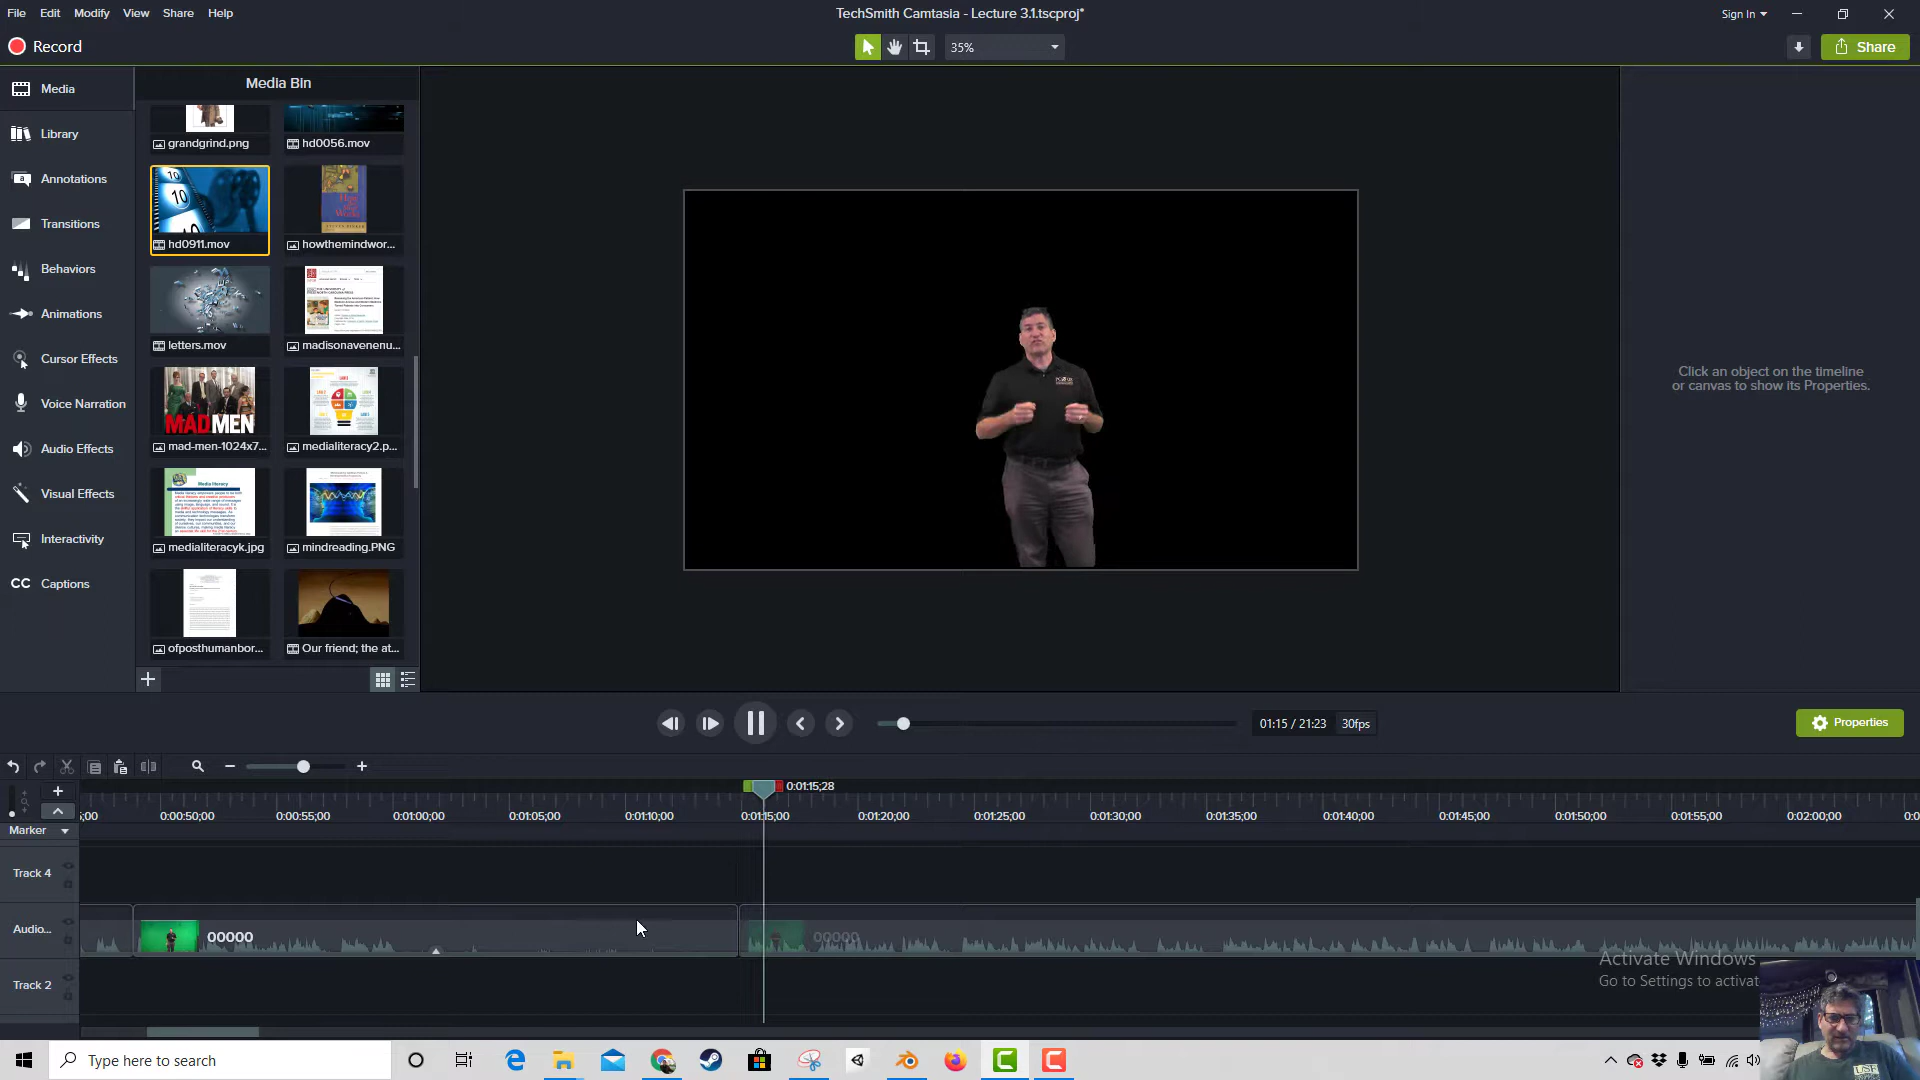 File Edit Modify View Share Help
TechSmith Camtasia - Lecture 3.1.tscproj*
Sign In
Record
35%
Share
Media
Library
Annotations
Transitions
Behaviors
Animations
Cursor Effects
Voice Narration
Audio Effects
Visual Effects
Interactivity
CC Captions
Media Bin
grandgrind.png
hd0056.mov
hd0911.mov
howthemindwor...
letters.mov
madisonavenenu...
MAD MEN
mad-men-1024x7...
medialiteracy2.p...
Media literacy
medialiteracyk.jpg
mindreading.PNG
ofposthumanbor...
Our friend; the at...
Click an object on the timeline
or canvas to show its Properties.
01:15 / 21:23 30fps
Properties
0:01:15;28
0:00:50;00 0:00:55;00 0:01:00;00 0:01:05;00 0:01:10;00 0:01:15;00 0:01:20;00 0:01:25;00 0:01:30;00 0:01:35;00 0:01:40;00 0:01:45;00 0:01:50;00 0:01:55;00 0:02:00;00
Marker
Track 4
Audio...
00000
00000
Track 2
Activate Windows
Go to Settings to activat
Type here to search